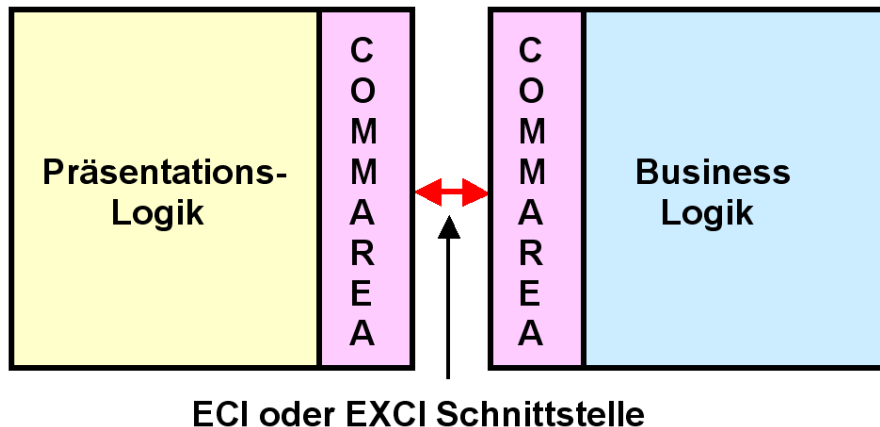 Präsentations-
Logik
C
O
M
M
A
R
E
A
C
O
M
M
A
R
E
A
Business
Logik
ECI oder EXCI Schnittstelle